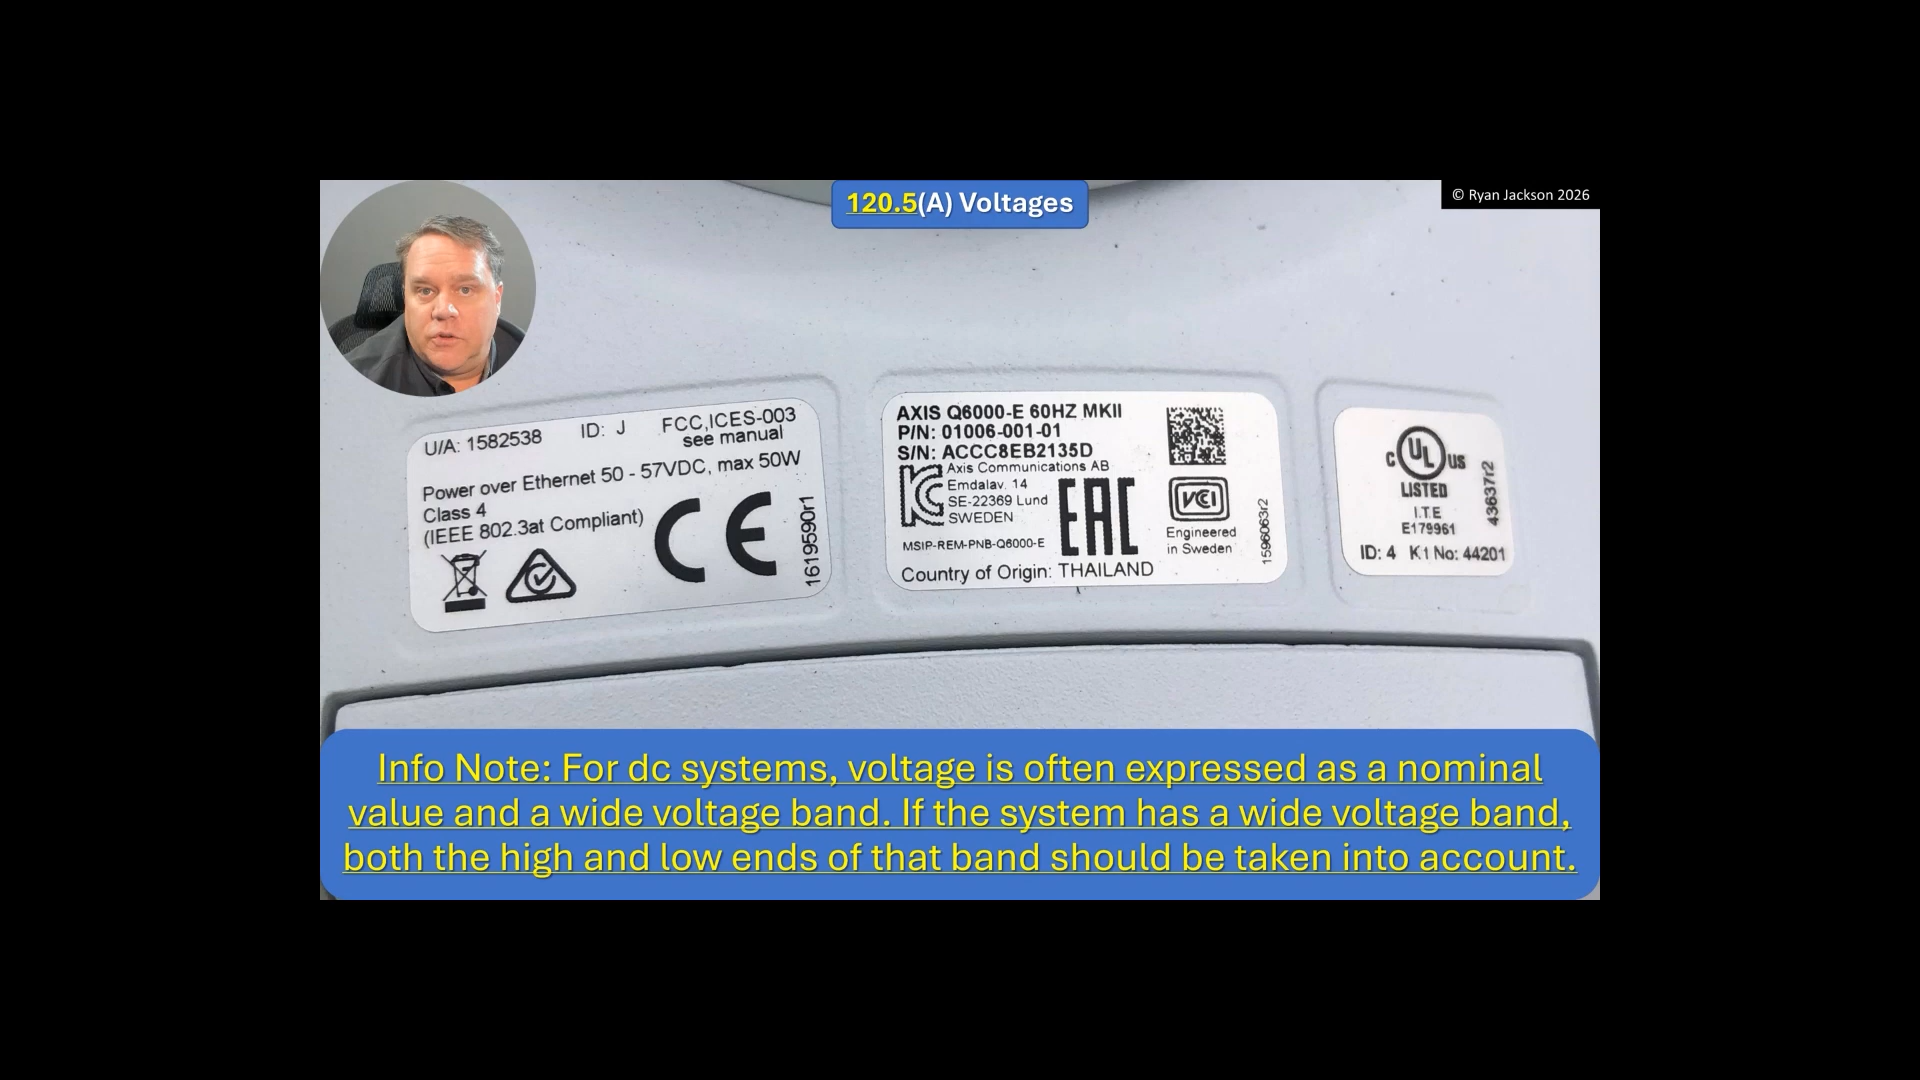 120.5(A) Voltages
© Ryan Jackson 2026
U/A: 1582538 ID: J FCC,ICES-003
see manual
Power over Ethernet 50 - 57VDC, max 50W
Class 4
(IEEE 802.3at Compliant)
CE
1619590r1
AXIS Q6000-E 60HZ MKII
P/N: 01006-001-01
S/N: ACCC8EB2135D
Axis Communications AB
Emdalav. 14
SE-22369 Lund
SWEDEN
KC
EAC
VCCI
MSIP-REM-PNB-Q6000-E
Engineered
in Sweden
1596063r2
Country of Origin: THAILAND
C UL US
LISTED
I.T.E
E179961
43637r2
ID: 4 K1 No: 44201
Info Note: For dc systems, voltage is often expressed as a nominal
value and a wide voltage band. If the system has a wide voltage band,
both the high and low ends of that band should be taken into account.